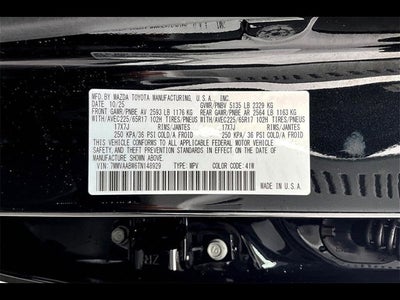 MFD. BY MAZDA TOYOTA MANUFACTURING, U.S.A., INC.
10/25 GVWR/PNBV 5135 LB 2329 KG
FRONT GAWR/PNBE AV 2593 LB 1176 KG REAR GAWR/PNBE AR 2564 LB 1163 KG
WITH/AVEC225/65R17 102H TIRES/PNEUS WITH/AVEC225/65R17 102H TIRES/PNEUS
17X7J RIMS/JANTES 17X7J RIMS/JANTES
250 KPA/36 PSI COLD/A FROID 250 KPA/36 PSI COLD/A FROID
THIS VEHICLE CONFORMS TO ALL APPLICABLE FEDERAL MOTOR
VEHICLE SAFETY, BUMPER, AND THEFT PREVENTION STANDARDS
IN EFFECT ON THE DATE OF MANUFACTURE SHOWN ABOVE.
VIN: 7MMVAABW6TN148929 TYPE: MPV COLOR: 41W
MADE IN U.S.A